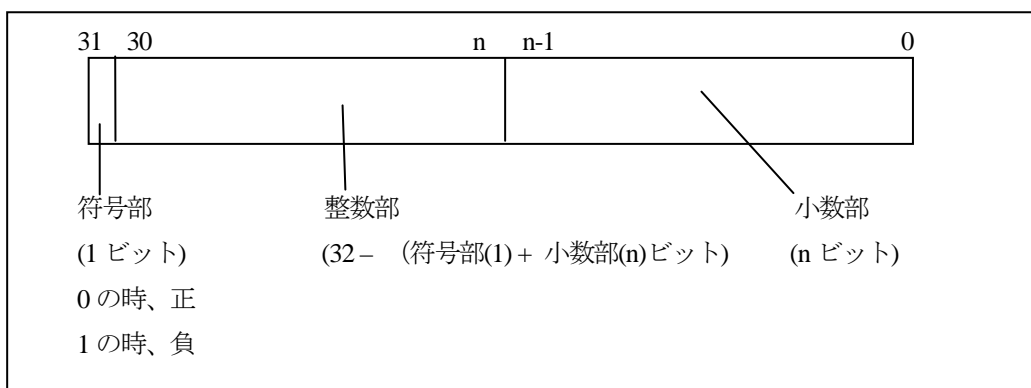 31 30 n n-1 0
符号部 整数部 小数部
(1 ビット) (32 – （符号部(1) + 小数部(n)ビット) (n ビット)
0 の時、正
1 の時、負